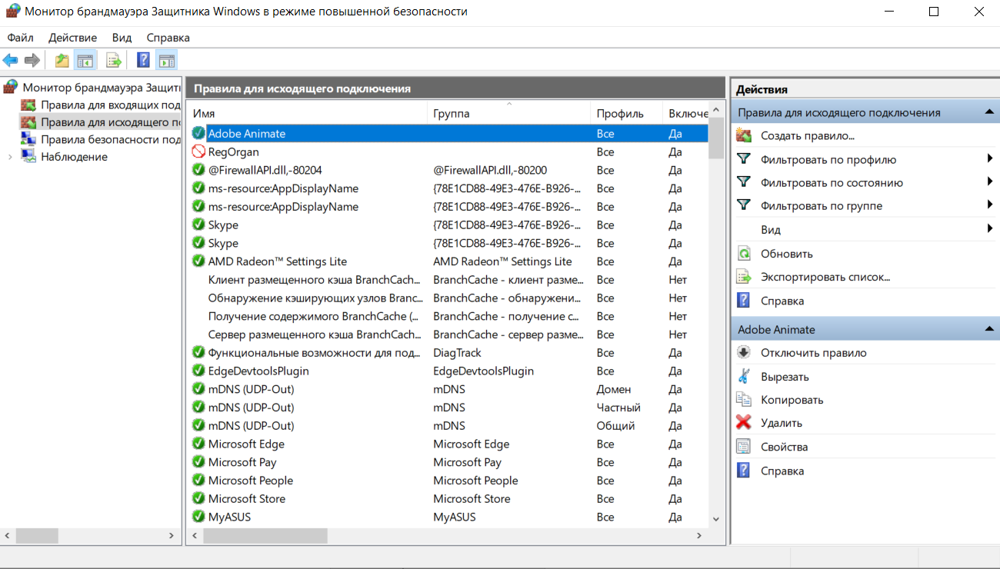 Монитор брандмауэра Защитника Windows в режиме повышенной безопасности
Файл Действие Вид Справка
Монитор брандмауэра Защити
Правила для входящих под
Правила для исходящего по
Правила безопасности под
Наблюдение
Правила для исходящего подключения
Имя Группа Профиль Включе
Adobe Animate Все Да
RegOrgan Все Да
@FirewallAPI.dll,-80204 @FirewallAPI.dll,-80200 Все Да
ms-resource:AppDisplayName {78E1CD88-49E3-476E-B926-... Все Да
ms-resource:AppDisplayName {78E1CD88-49E3-476E-B926-... Все Да
Skype {78E1CD88-49E3-476E-B926-... Все Да
Skype {78E1CD88-49E3-476E-B926-... Все Да
AMD Radeon™ Settings Lite AMD Radeon™ Settings Lite Все Да
Клиент размещенного кэша BranchCach... BranchCache - клиент разме... Все Нет
Обнаружение кэширующих узлов Branc... BranchCache - обнаружени... Все Нет
Получение содержимого BranchCache (... BranchCache - получение с... Все Нет
Сервер размещенного кэша BranchCach... BranchCache - сервер разме... Все Нет
Функциональные возможности для под... DiagTrack Все Да
EdgeDevtoolsPlugin EdgeDevtoolsPlugin Все Да
mDNS (UDP-Out) mDNS Домен Да
mDNS (UDP-Out) mDNS Частный Да
mDNS (UDP-Out) mDNS Общий Да
Microsoft Edge Microsoft Edge Все Да
Microsoft Pay Microsoft Pay Все Да
Microsoft People Microsoft People Все Да
Microsoft Store Microsoft Store Все Да
MyASUS MyASUS Все Да
Действия
Правила для исходящего подключения
Создать правило...
Фильтровать по профилю
Фильтровать по состоянию
Фильтровать по группе
Вид
Обновить
Экспортировать список...
Справка
Adobe Animate
Отключить правило
Вырезать
Копировать
Удалить
Свойства
Справка